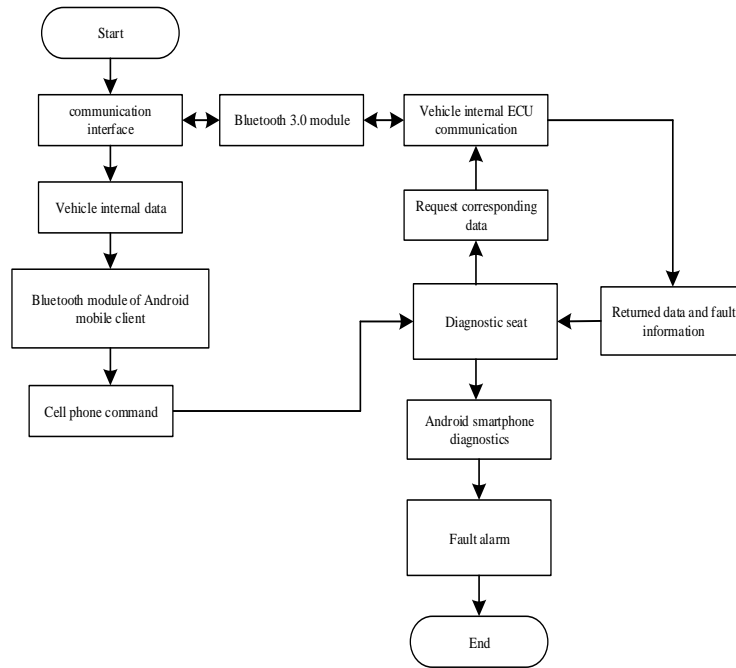 Start
communication
interface
Bluetooth 3.0 module
Vehicle internal ECU
communication
Vehicle internal data
Request corresponding
data
Bluetooth module of Android
mobile client
Diagnostic seat
Returned data and fault
information
Cell phone command
Android smartphone
diagnostics
Fault alarm
End